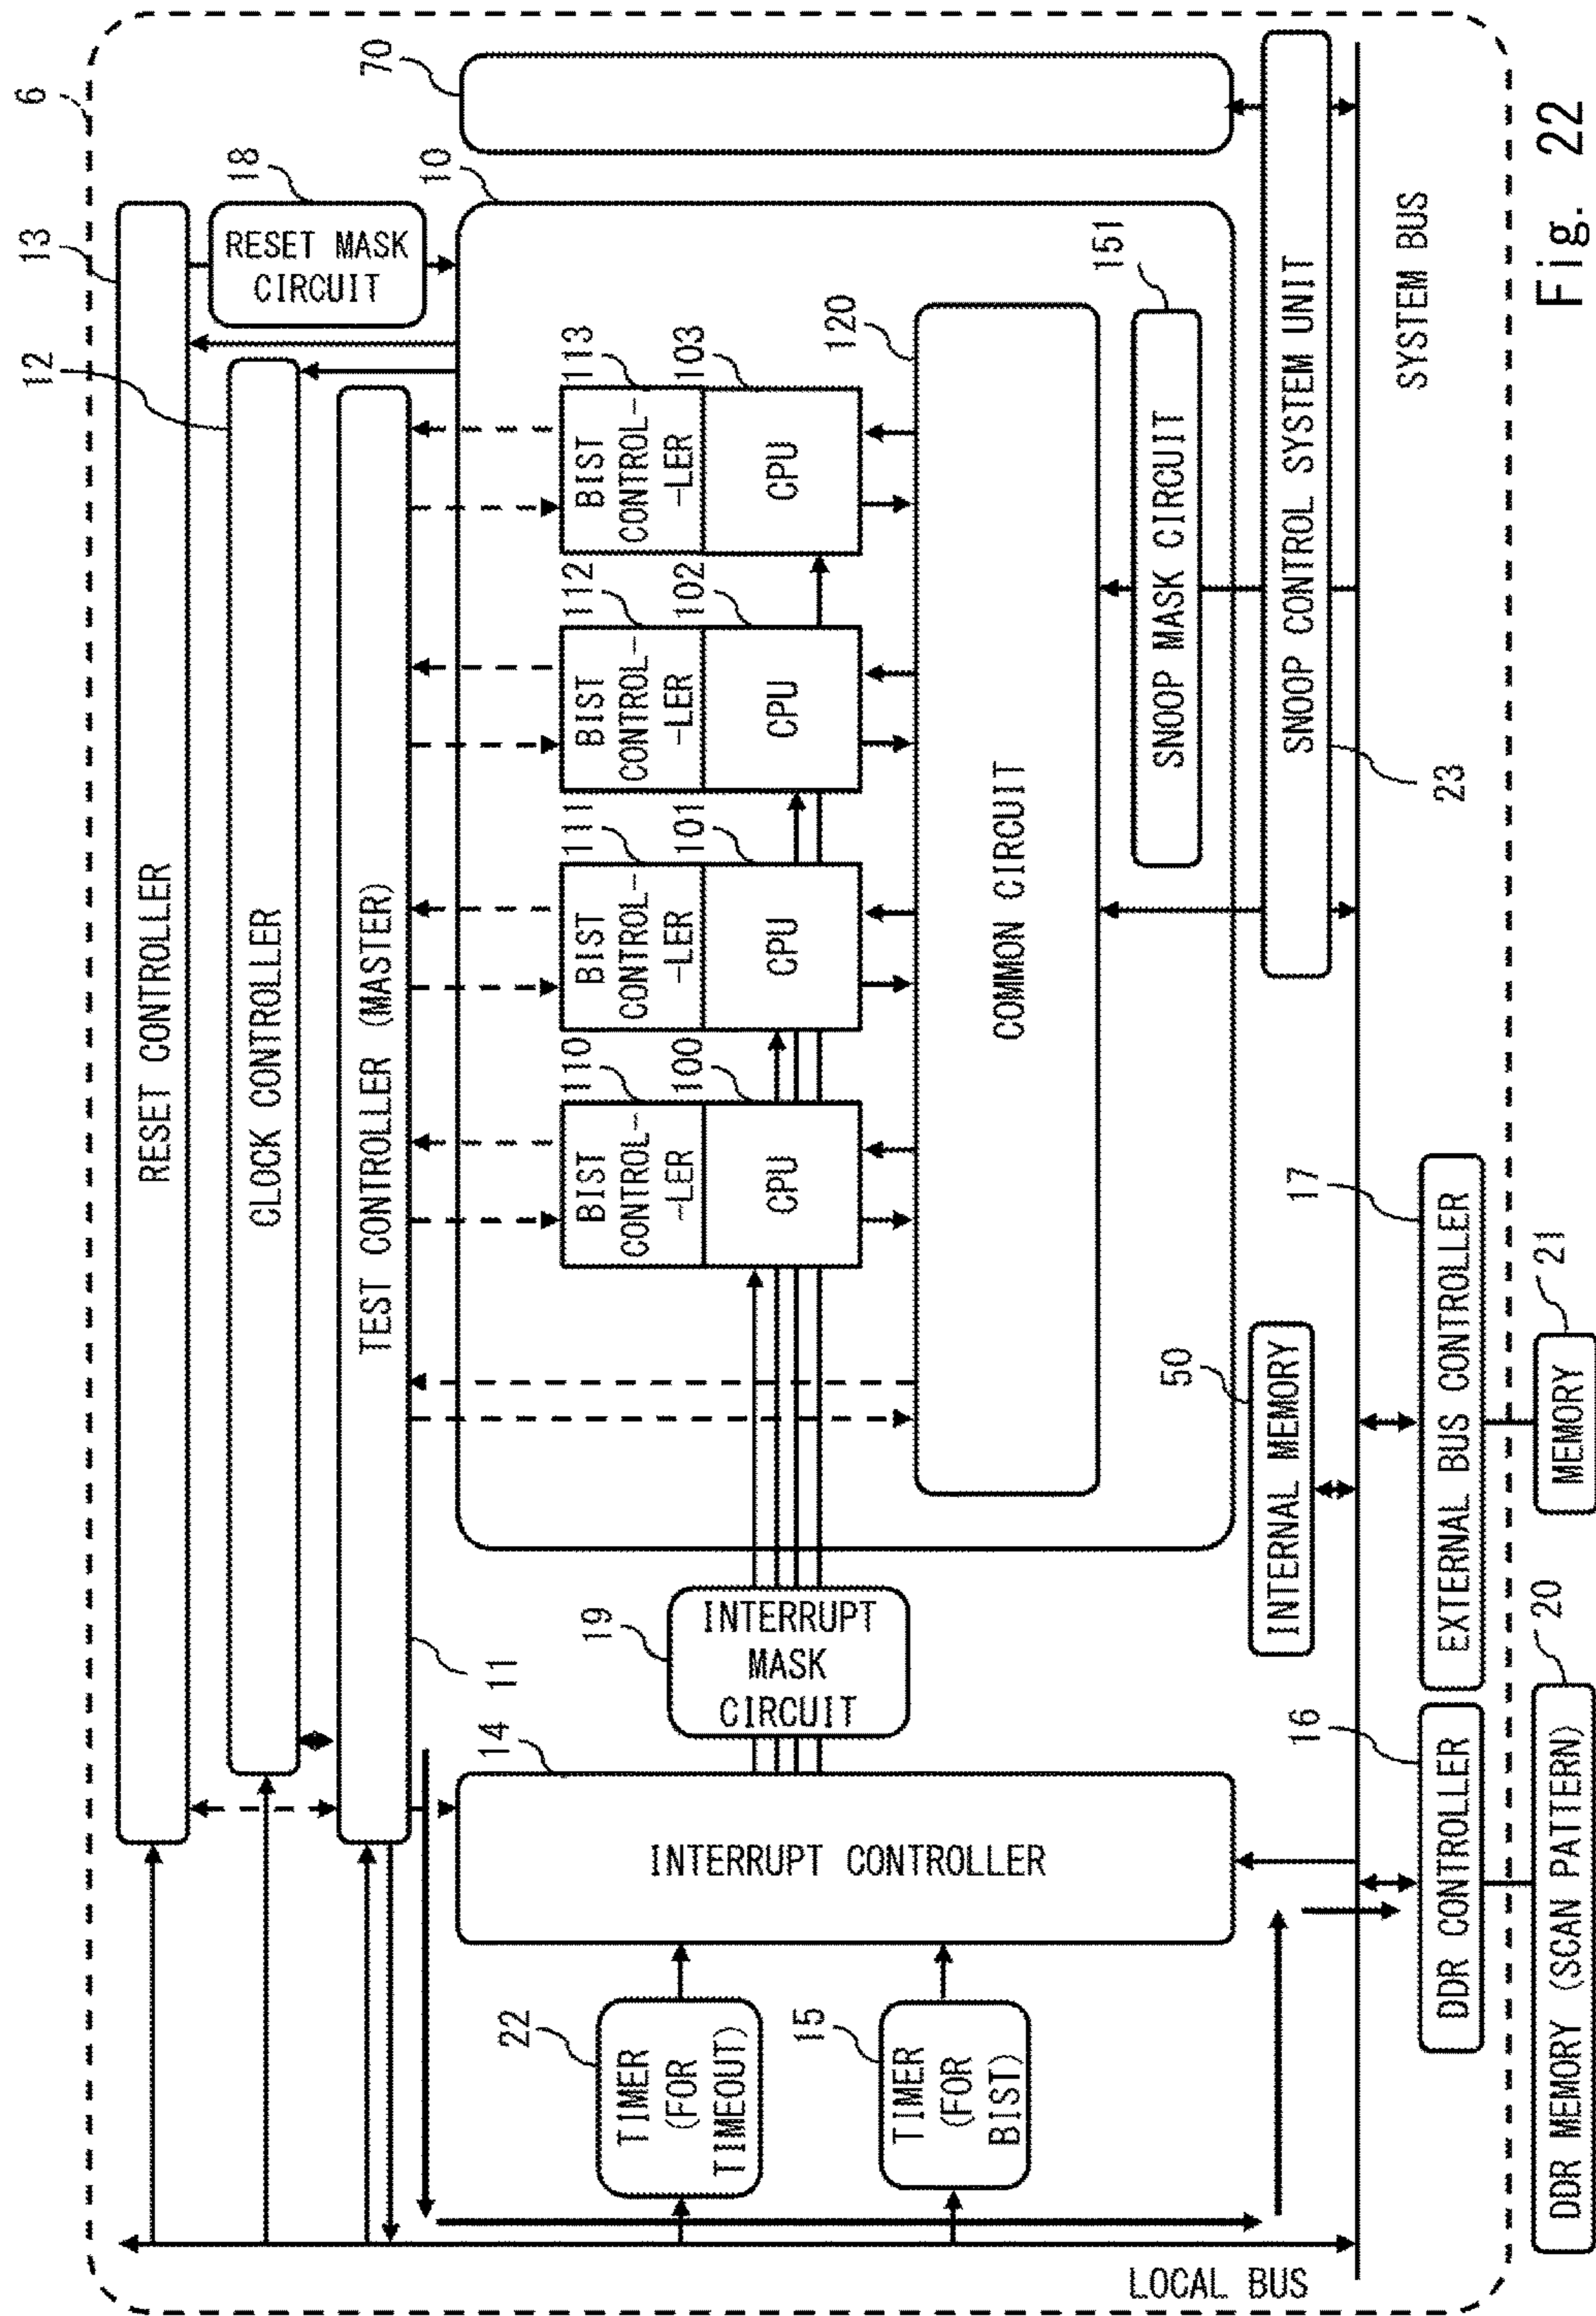 6
13
RESET CONTROLLER
18
RESET MASK
CIRCUIT
12
CLOCK CONTROLLER
TEST CONTROLLER (MASTER)
11
70
10
110
BIST
CONTROL-
-LER
100
CPU
111
BIST
CONTROL-
-LER
101
CPU
112
BIST
CONTROL-
-LER
102
CPU
113
BIST
CONTROL-
-LER
103
CPU
120
COMMON CIRCUIT
151
SNOOP MASK CIRCUIT
SNOOP CONTROL SYSTEM UNIT
23
19
INTERRUPT
MASK
CIRCUIT
14
INTERRUPT CONTROLLER
22
TIMER
(FOR
TIMEOUT)
15
TIMER
(FOR
BIST)
50
INTERNAL MEMORY
LOCAL BUS
SYSTEM BUS
16
DDR CONTROLLER
17
EXTERNAL BUS CONTROLLER
20
DDR MEMORY (SCAN PATTERN)
21
MEMORY
Fig. 22